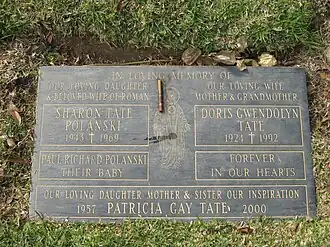 IN LOVING MEMORY OF
OUR LOVING DAUGHTER
& BELOVED WIFE OF ROMAN
SHARON TATE
POLANSKI
1943 1969
PAUL RICHARD POLANSKI
THEIR BABY
OUR LOVING WIFE
MOTHER & GRANDMOTHER
DORIS GWENDOLYN
TATE
1924 1992
FOREVER
IN OUR HEARTS
OUR LOVING DAUGHTER MOTHER & SISTER OUR INSPIRATION
1957 PATRICIA GAY TATE 2000